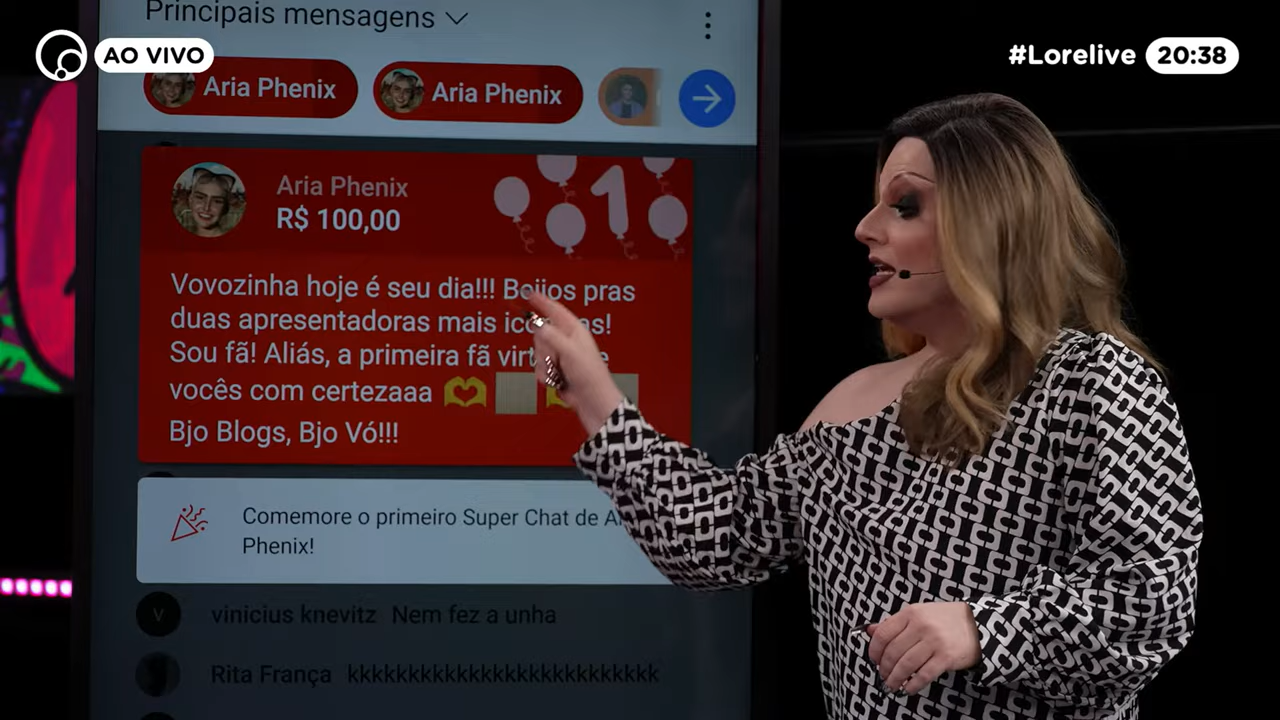 Principais mensagens
AO VIVO
#Lorelive 20:38
Aria Phenix
Aria Phenix
Aria Phenix
R$ 100,00
1
Vovozinha hoje é seu dia!!! Beijos pras
duas apresentadoras mais
Sou fã! Aliás, a primeira fã
vocês com certezaaa
Bjo Blogs, Bjo Vó!!!
Comemore o primeiro Super Chat de
Phenix!
V
vinicius knevitz Nem fez a unha
Rita França kkkkkkkkkkkkkkkkkkkkkkkkkk